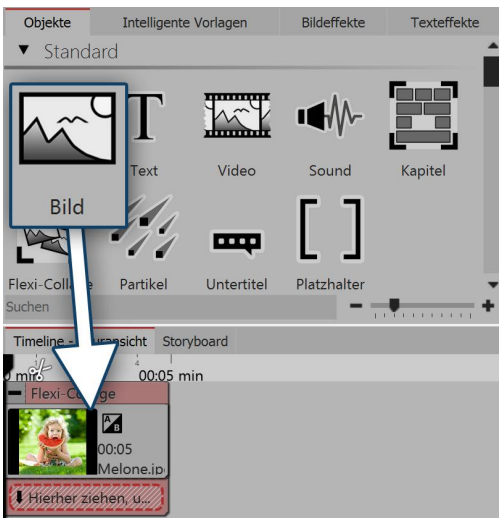 Objekte Intelligente Vorlagen Bildeffekte Texteffekte
Standard
Bild Text Video Sound Kapitel
Flexi-Collage Partikel Untertitel Platzhalter
Suchen
Timeline - Storyboard
4
00:05 min
Flexi-Collage
A B
00:05
Melone.jp
Hierher ziehen, u...